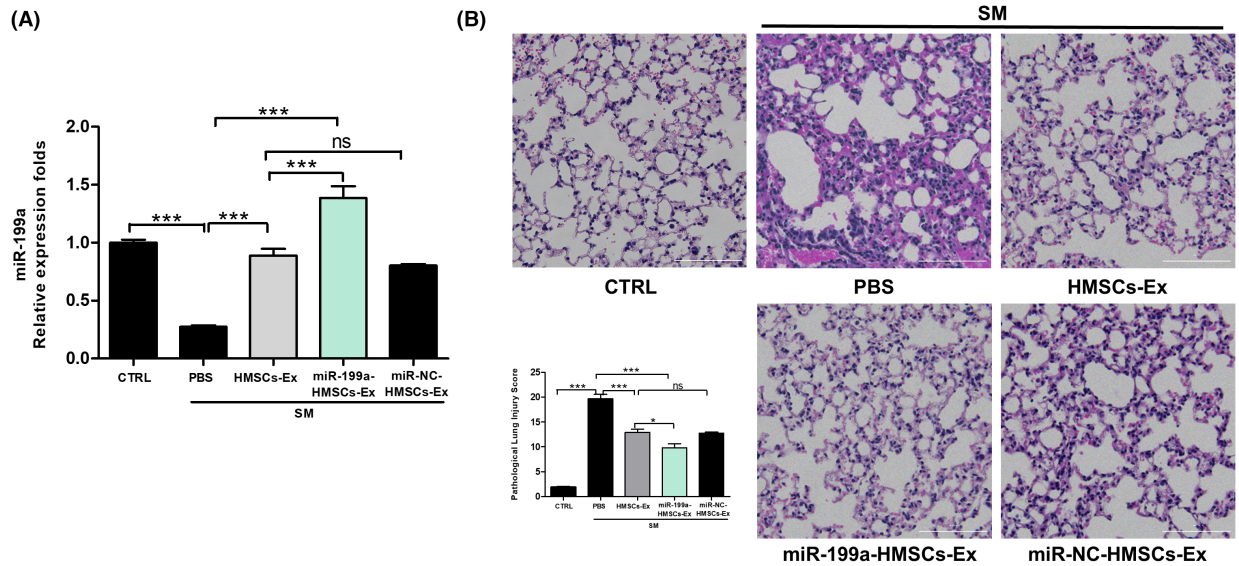 (A)
miR-199a
Relative expression folds
2.0
1.5
1.0
0.5
0.0
***
ns
***
***
***
CTRL
PBS
HMSCs-Ex
miR-199a-
HMSCs-Ex
miR-NC-
HMSCs-Ex
SM
(B)
SM
CTRL
PBS
HMSCs-Ex
Pathological Lung Injury Score
25
20
15
10
5
0
***
***
***
ns
*
CTRL
PBS
HMSCs-Ex
miR-199a-
HMSCs-Ex
miR-NC-
HMSCs-Ex
SM
miR-199a-HMSCs-Ex
miR-NC-HMSCs-Ex